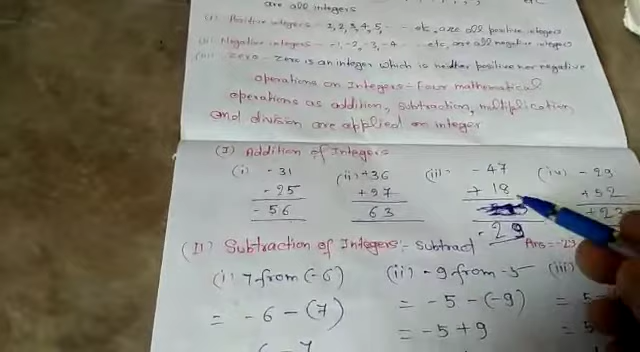 are all integers
(i) Positive integers - 1, 2, 3, 4, 5, ... etc, are all positive integers
(ii) Negative integers - -1, -2, -3, -4 ... etc, are all negative integers
(iii) Zero - Zero is an integer which is neither positive nor negative
operations on Integers - Four mathematical
operations as addition, subtraction, multiplication
and division are applied on integer
(I) Addition of Integers
(i) - 31 (ii) + 36 (iii) - 47 (iv) - 29
- 25 + 27 + 18 + 52
- 56 63 - 29 + 23
(II) Subtraction of Integers :- Subtract Ans = - 29
(i) 7 from (-6) (ii) - 9 from - 5 (iii)
= - 6 - (7) = - 5 - (-9) = 5
= - 5 + 9 = 5